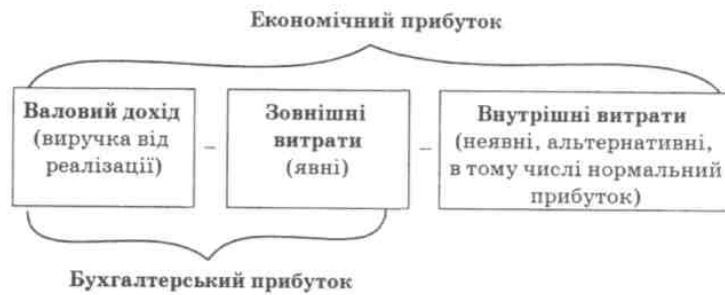 Економічний прибуток
Валовий дохід
(виручка від
реалізації)
–
Зовнішні
витрати
(явні)
–
Внутрішні витрати
(неявні, альтернативні,
в тому числі нормальний
прибуток)
Бухгалтерський прибуток